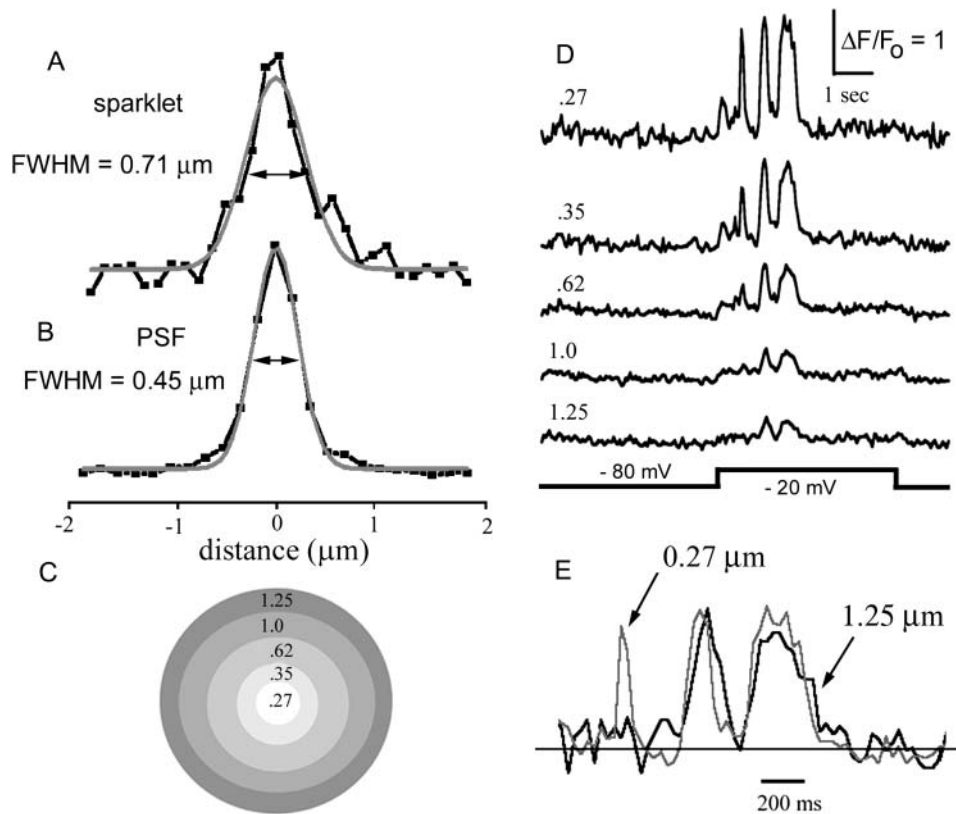 A
sparklet
FWHM = 0.71 μm
B
PSF
FWHM = 0.45 μm
-2 -1 0 1 2
distance (μm)
C
1.25
1.0
.62
.35
.27
D
ΔF/Fo = 1
1 sec
.27
.35
.62
1.0
1.25
- 80 mV
- 20 mV
E
0.27 μm
1.25 μm
200 ms